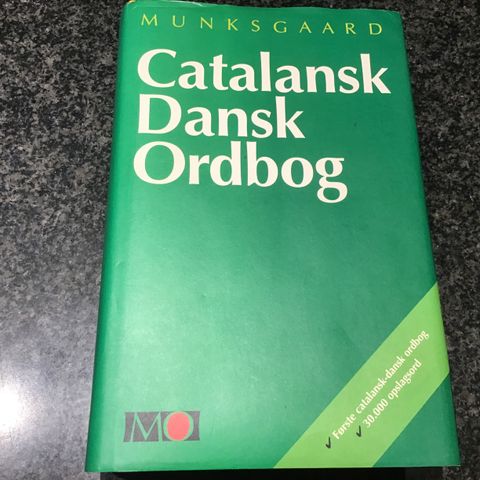 MUNKSGAARD
Catalansk
Dansk
Ordbog
✓ Første catalansk-dansk ordbog
✓ 30.000 opslagsord
MO